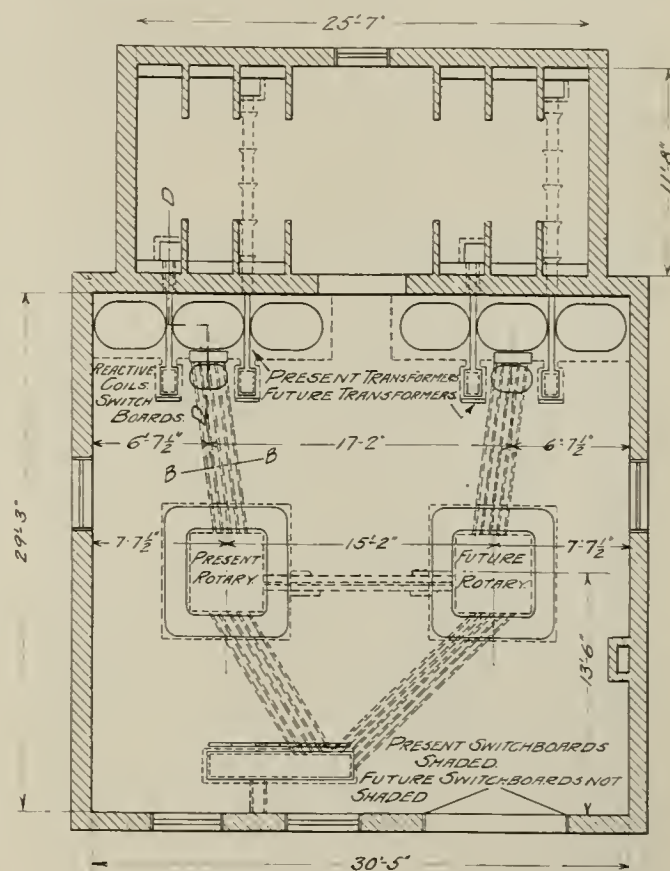 25'-7"
11'-8"
D
REACTIVE
COILS.
SWITCH
BOARDS.
PRESENT TRANSFORMERS
FUTURE TRANSFORMERS
6'-7½"
17'-2"
6'-7½"
B
B
29'-3"
7'-7½"
15'-2"
7'-7½"
PRESENT
ROTARY.
FUTURE
ROTARY.
13'-6"
PRESENT SWITCHBOARDS
SHADED.
FUTURE SWITCHBOARDS NOT
SHADED
30'-5"